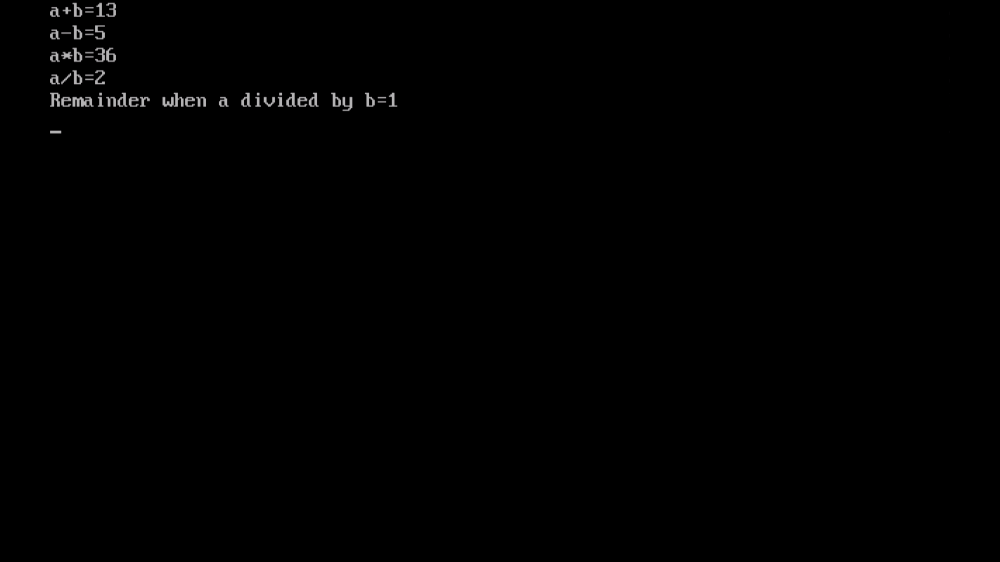 a+b=13
a-b=5
a*b=36
a/b=2
Remainder when a divided by b=1
_